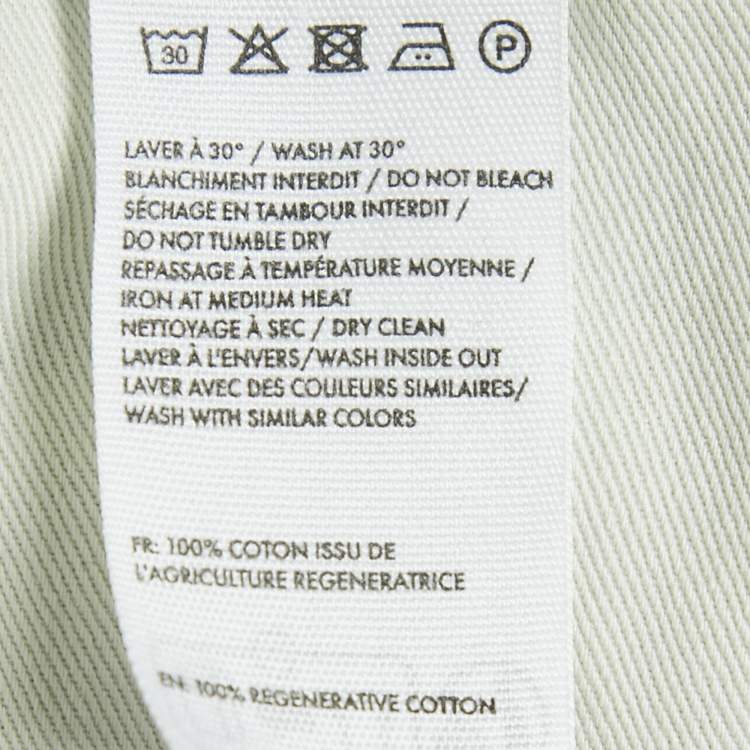 30 P
LAVER À 30° / WASH AT 30°
BLANCHIMENT INTERDIT / DO NOT BLEACH
SÉCHAGE EN TAMBOUR INTERDIT /
DO NOT TUMBLE DRY
REPASSAGE À TEMPÉRATURE MOYENNE /
IRON AT MEDIUM HEAT
NETTOYAGE À SEC / DRY CLEAN
LAVER À L'ENVERS/WASH INSIDE OUT
LAVER AVEC DES COULEURS SIMILAIRES/
WASH WITH SIMILAR COLORS
FR: 100% COTON ISSU DE
L'AGRICULTURE REGENERATRICE
EN: 100% REGENERATIVE COTTON